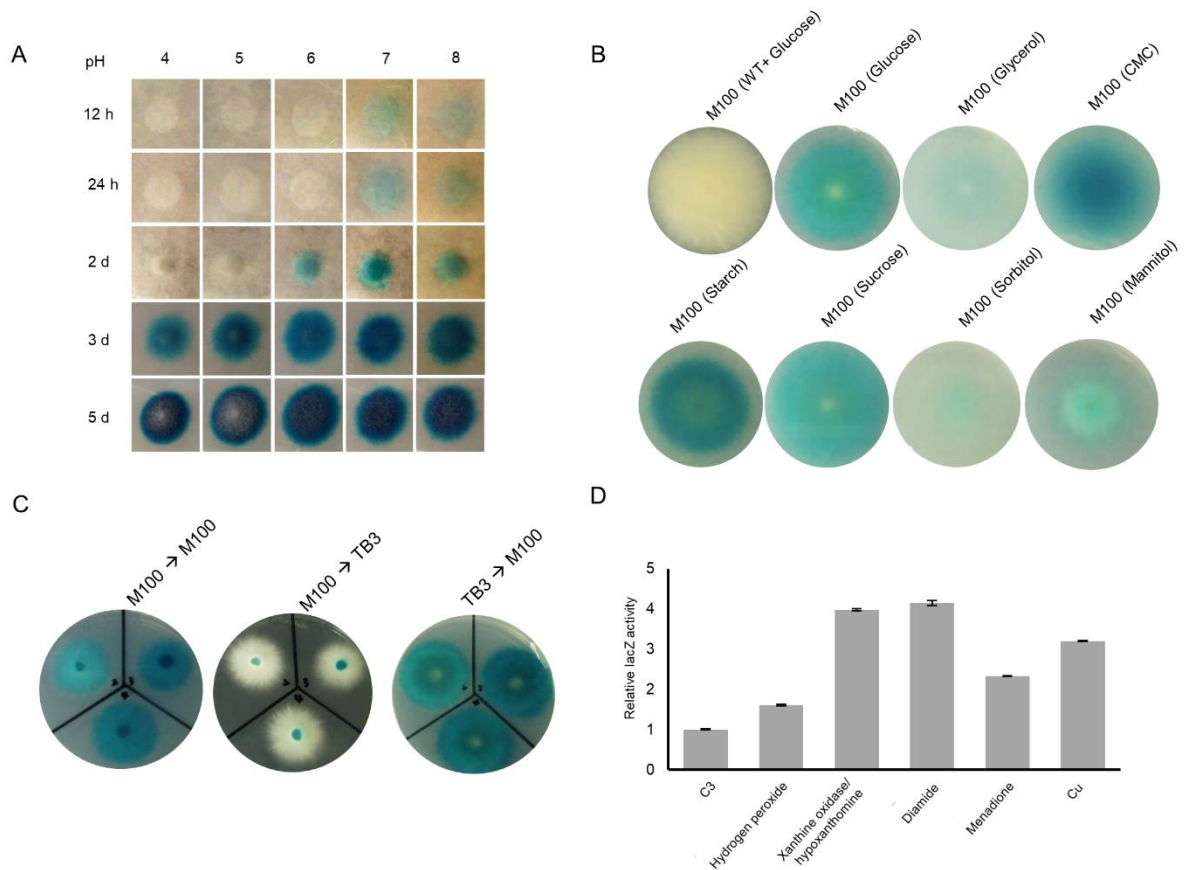 A
pH
4 5 6 7 8
12 h
24 h
2 d
3 d
5 d
B
M100 (WT+ Glucose)
M100 (Glucose)
M100 (Glycerol)
M100 (CMC)
M100 (Starch)
M100 (Sucrose)
M100 (Sorbitol)
M100 (Mannitol)
C
M100 → M100
M100 → TB3
TB3 → M100
D
Relative lacZ activity
5
4
3
2
1
0
C3
Hydrogen peroxide
Xanthine oxidase/
hypoxanthomine
Diamide
Menadione
Cu